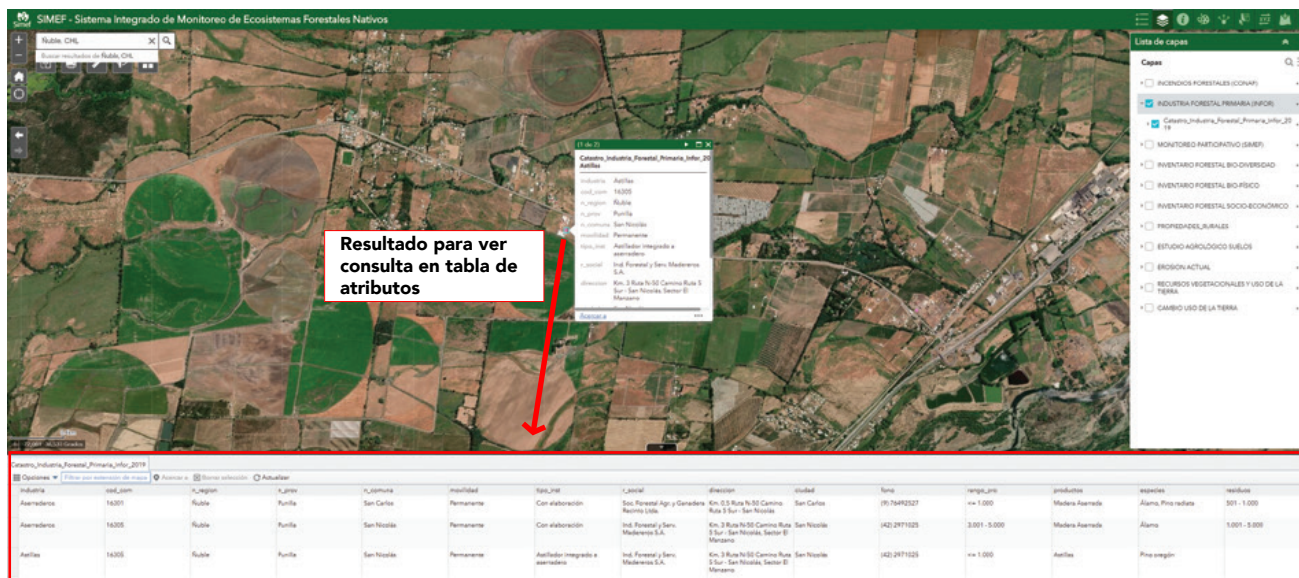 SIMEF - Sistema Integrado de Monitoreo de Ecosistemas Forestales Nativos
Ñuble, CHL
Buscar resultados de Ñuble, CHL
Lista de capas
Capas
INCENDIOS FORESTALES (CONAF)
INDUSTRIA FORESTAL PRIMARIA (INFOR)
Catastro_Industria_Forestal_Primaria_Infor_20
19
MONITOREO PARTICIPATIVO (SIMEF)
INVENTARIO FORESTAL BIO-DIVERSIDAD
INVENTARIO FORESTAL BIO-FÍSICO
INVENTARIO FORESTAL SOCIO-ECONÓMICO
PROPIEDADES_RURALES
ESTUDIO AGROLÓGICO SUELOS
EROSION ACTUAL
RECURSOS VEGETACIONALES Y USO DE LA
TIERRA
CAMBIO USO DE LA TIERRA
(1 de 2)
Catastro_Industria_Forestal_Primaria_Infor_20
Astillas
industria Astillas
cod_com 16305
n_region Ñuble
n_prov Punilla
n_comuna San Nicolás
movilidad Permanente
tipo_inst Astillador integrado a
aserradero
r_social Ind. Forestal y Serv. Madereros
S.A.
direccion Km. 3 Ruta N-50 Camino Ruta 5
Sur - San Nicolás, Sector El
Manzano
Acercar a
Resultado para ver
consulta en tabla de
atributos
Catastro_Industria_Forestal_Primaria_Infor_2019
Opciones Filtrar por extensión de mapa Acercar a Borrar selección Actualizar
industria cod_com n_region n_prov n_comuna movilidad tipo_inst r_social direccion ciudad fono rango_pro productos especies residuos
Aserraderos 16301 Ñuble Punilla San Carlos Permanente Con elaboración Soc. Forestal Agr. y Ganadera Km. 0,5 Ruta N-50 Camino San Carlos (9) 76492527 <= 1.000 Madera Aserrada Álamo, Pino radiata 501 - 1.000
Recinto Ltda. Ruta 5 Sur - San Nicolás
Aserraderos 16305 Ñuble Punilla San Nicolás Permanente Con elaboración Ind. Forestal y Serv. Km. 3 Ruta N-50 Camino Ruta San Nicolás (42) 2971025 3.001 - 5.000 Madera Aserrada Álamo 1.001 - 5.000
Madereros S.A. 5 Sur - San Nicolás, Sector El
Manzano
Astillas 16305 Ñuble Punilla San Nicolás Permanente Astillador integrado a Ind. Forestal y Serv. Km. 3 Ruta N-50 Camino Ruta San Nicolás (42) 2971025 <= 1.000 Astillas Pino oregón
aserradero Madereros S.A. 5 Sur - San Nicolás, Sector El
Manzano